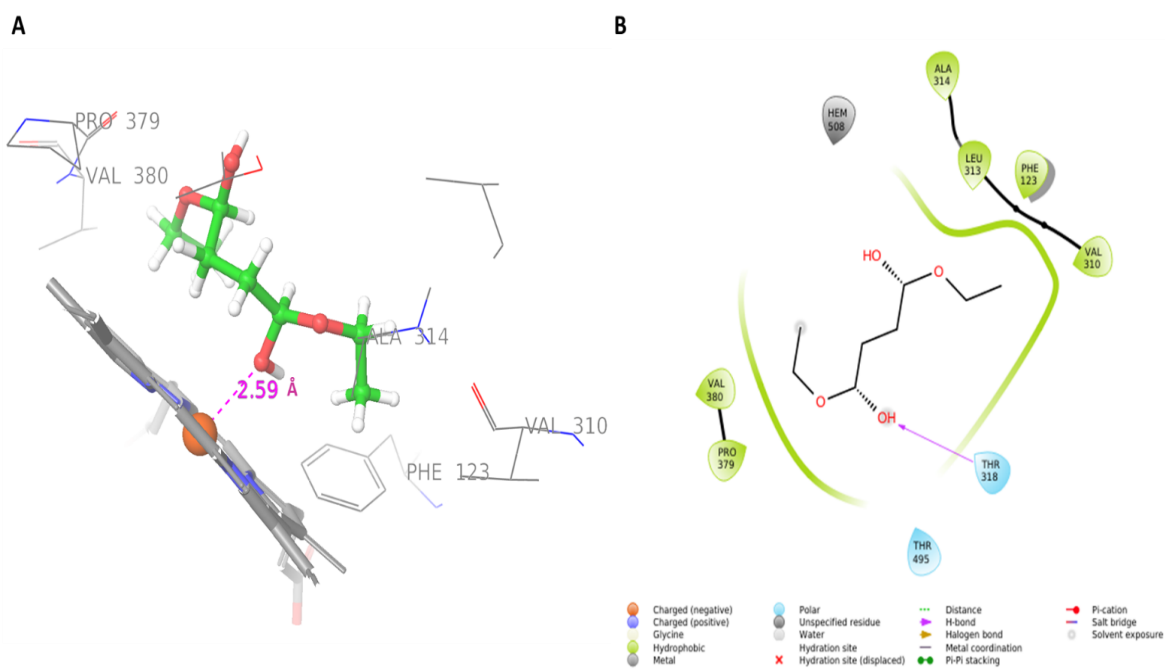 A
B
PRO 379
VAL 380
2.59 Å
ALA 314
VAL 310
PHE 123
ALA
314
HEM
508
LEU
313
PHE
123
VAL
310
HO
O
VAL
380
O
OH
PRO
379
THR
318
THR
495
Charged (negative)
Charged (positive)
Glycine
Hydrophobic
Metal
Polar
Unspecified residue
Water
Hydration site
Hydration site (displaced)
Distance
H-bond
Halogen bond
Metal coordination
Pi-Pi stacking
Pi-cation
Salt bridge
Solvent exposure